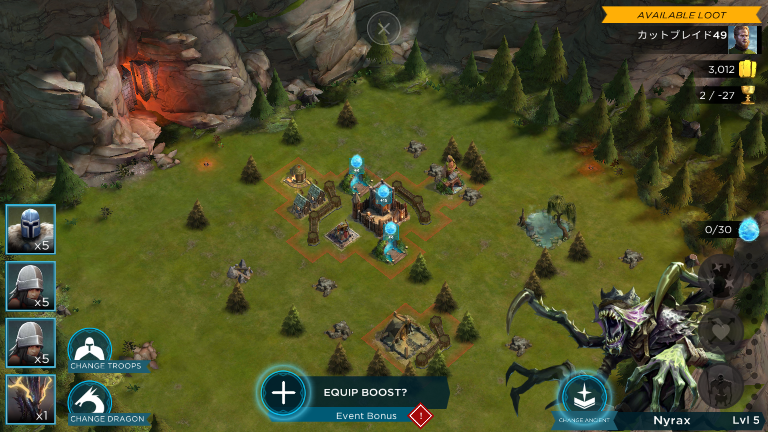 AVAILABLE LOOT
カットブレイド49
3,012
2 / -27
x5
0/30
x5
x5
CHANGE TROOPS
x1
CHANGE DRAGON
EQUIP BOOST?
Event Bonus
!
CHANGE ANCIENT
Nyrax
Lvl 5